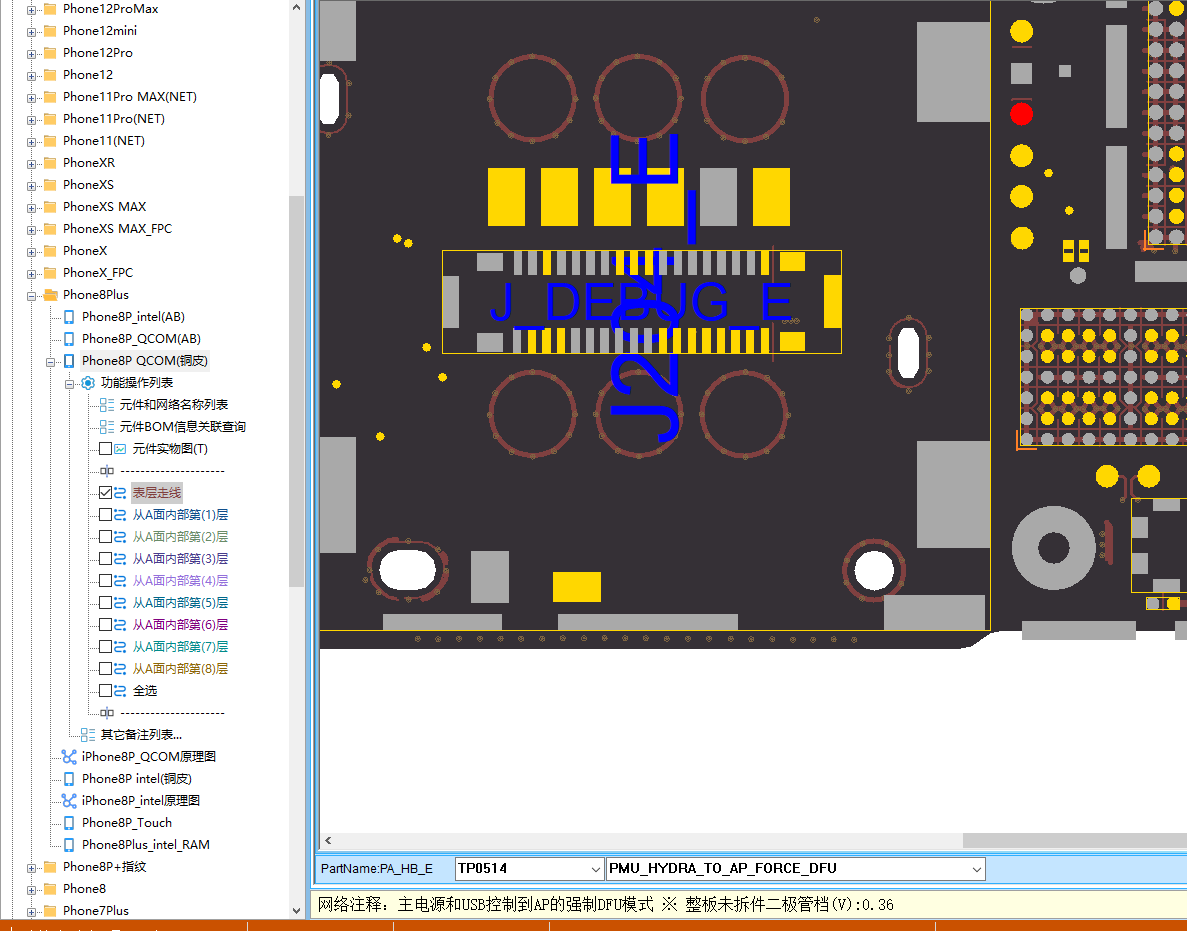 Phone12ProMax
Phone12mini
Phone12Pro
Phone12
Phone11Pro MAX(NET)
Phone11Pro(NET)
Phone11(NET)
PhoneXR
PhoneXS
PhoneXS MAX
PhoneXS MAX_FPC
PhoneX
PhoneX_FPC
Phone8Plus
Phone8P_intel(AB)
Phone8P_QCOM(AB)
Phone8P QCOM(铜皮)
功能操作列表
元件和网络名称列表
元件BOM信息关联查询
元件实物图(T)
---------------------
表层走线
从A面内部第(1)层
从A面内部第(2)层
从A面内部第(3)层
从A面内部第(4)层
从A面内部第(5)层
从A面内部第(6)层
从A面内部第(7)层
从A面内部第(8)层
全选
---------------------
其它备注列表...
iPhone8P_QCOM原理图
Phone8P intel(铜皮)
iPhone8P_intel原理图
Phone8P_Touch
Phone8Plus_intel_RAM
Phone8P+指纹
Phone8
Phone7Plus
J_DEBUG_E
PartName:PA_HB_E
TP0514
PMU_HYDRA_TO_AP_FORCE_DFU
网络注释：主电源和USB控制到AP的强制DFU模式 ※ 整板未拆件二极管档(V):0.36